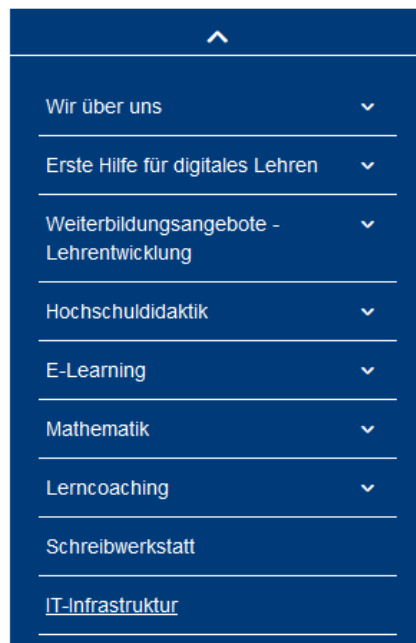 Wir über uns
Erste Hilfe für digitales Lehren
Weiterbildungsangebote -
Lehrentwicklung
Hochschuldidaktik
E-Learning
Mathematik
Lerncoaching
Schreibwerkstatt
IT-Infrastruktur